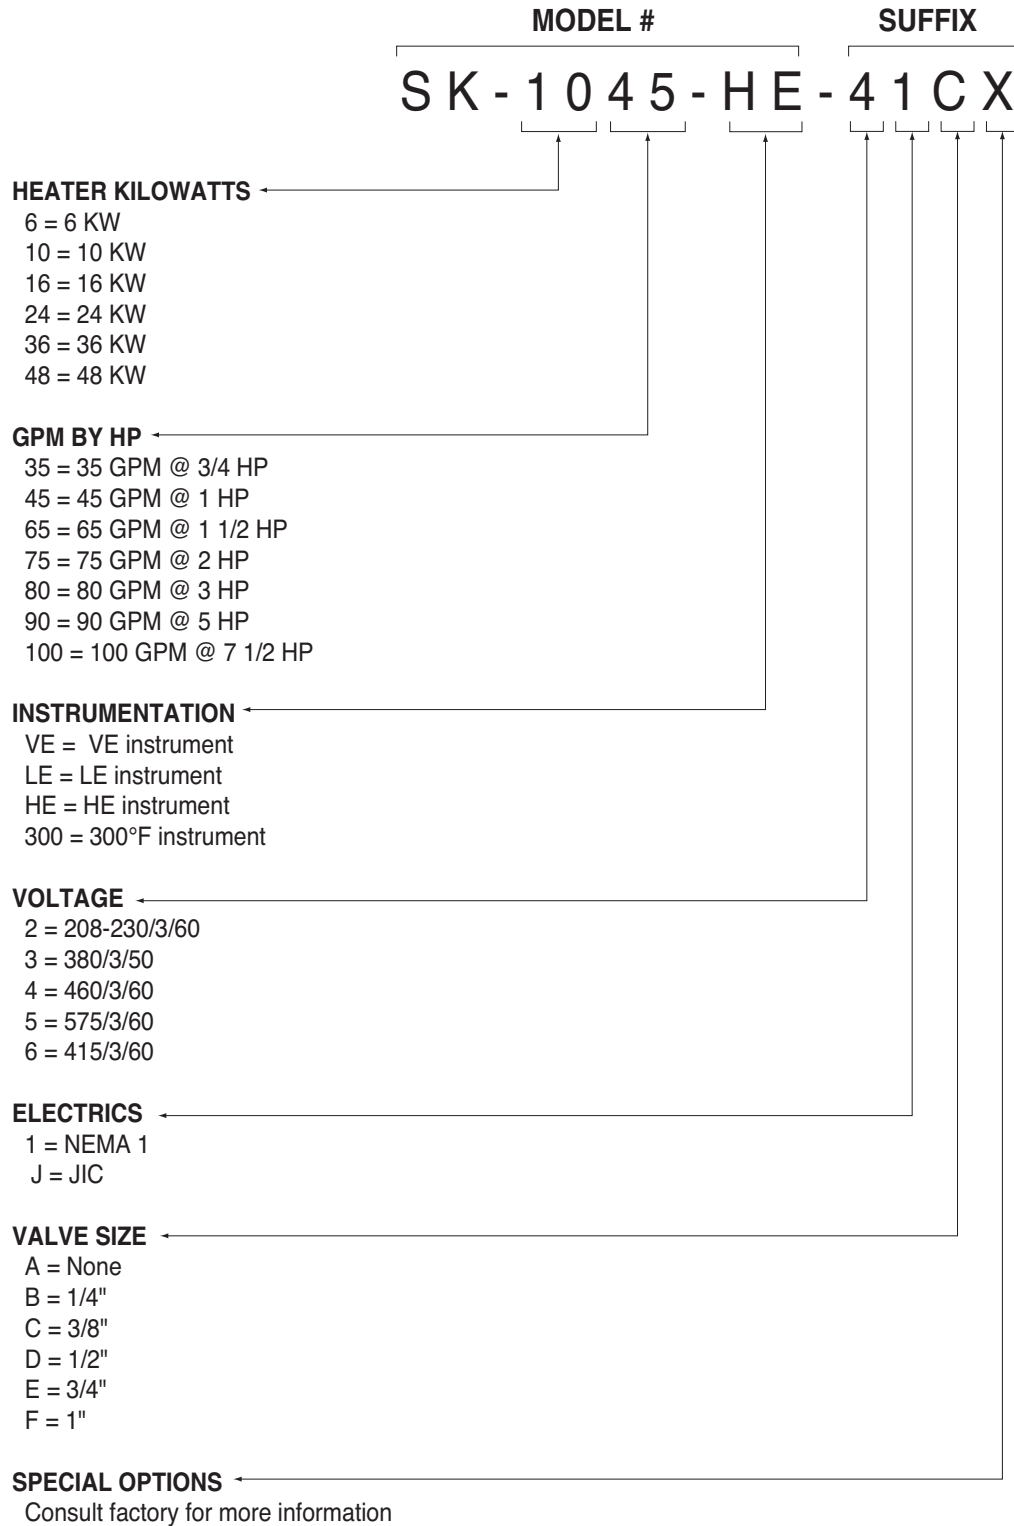 MODEL # SUFFIX
SK-1045-HE-41CX
HEATER KILOWATTS
6 = 6 KW
10 = 10 KW
16 = 16 KW
24 = 24 KW
36 = 36 KW
48 = 48 KW
GPM BY HP
35 = 35 GPM @ 3/4 HP
45 = 45 GPM @ 1 HP
65 = 65 GPM @ 1 1/2 HP
75 = 75 GPM @ 2 HP
80 = 80 GPM @ 3 HP
90 = 90 GPM @ 5 HP
100 = 100 GPM @ 7 1/2 HP
INSTRUMENTATION
VE = VE instrument
LE = LE instrument
HE = HE instrument
300 = 300°F instrument
VOLTAGE
2 = 208-230/3/60
3 = 380/3/50
4 = 460/3/60
5 = 575/3/60
6 = 415/3/60
ELECTRICS
1 = NEMA 1
J = JIC
VALVE SIZE
A = None
B = 1/4"
C = 3/8"
D = 1/2"
E = 3/4"
F = 1"
SPECIAL OPTIONS
Consult factory for more information